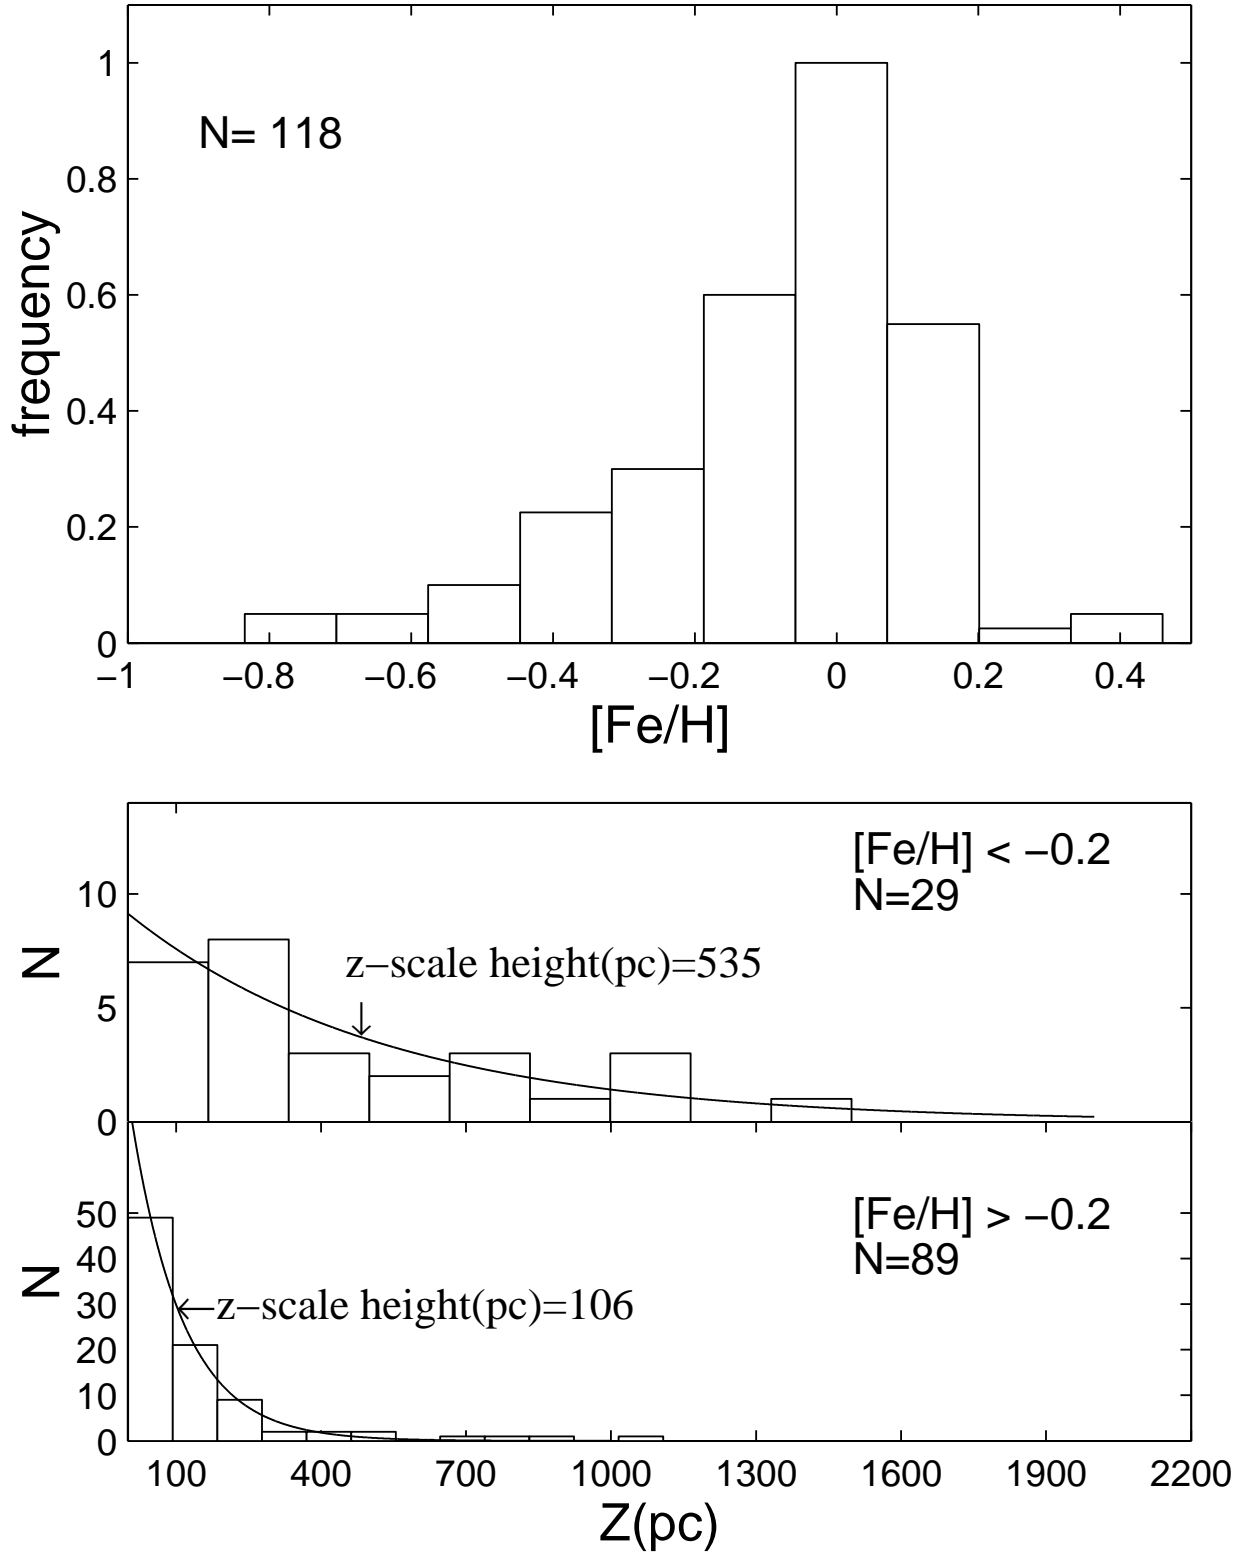 1
0.8
0.6
0.4
0.2
0
frequency
N= 118
−1 −0.8 −0.6 −0.4 −0.2 0 0.2 0.4
[Fe/H]
[Fe/H] < −0.2
N=29
z−scale height(pc)=535
10
5
0
N
[Fe/H] > −0.2
N=89
z−scale height(pc)=106
50
40
30
20
10
0
N
100 400 700 1000 1300 1600 1900 2200
Z(pc)